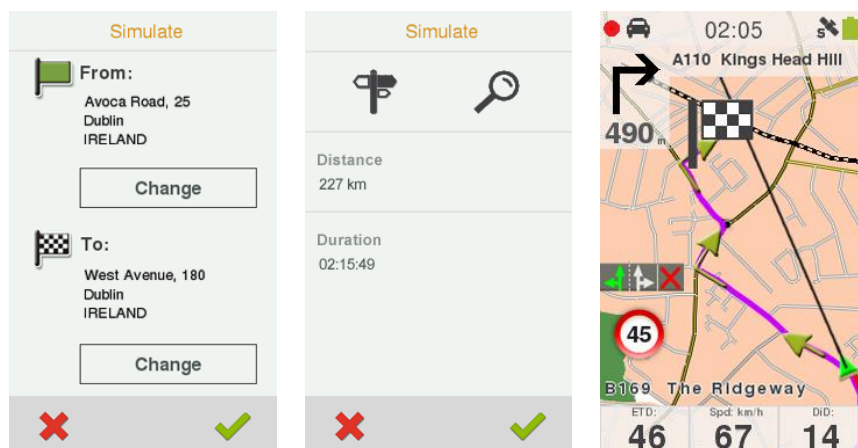 Simulate
From:
Avoca Road, 25
Dublin
IRELAND
Change
To:
West Avenue, 180
Dublin
IRELAND
Change
Simulate
Distance
227 km
Duration
02:15:49
02:05
S
A110 Kings Head Hill
490 m
45
B169 The Ridgeway
ETD:
46
Spd: km/h
67
DiD:
14